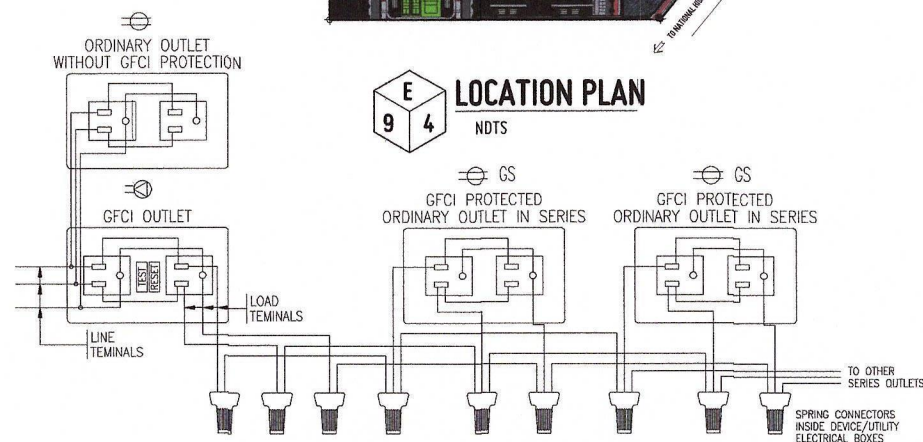 TO NATIONAL
ORDINARY OUTLET
WITHOUT GFCI PROTECTION
E
9 4
LOCATION PLAN
NDTS
GFCI OUTLET
TEST
RESET
LOAD
TEMINALS
LINE
TEMINALS
GS
GFCI PROTECTED
ORDINARY OUTLET IN SERIES
GS
GFCI PROTECTED
ORDINARY OUTLET IN SERIES
TO OTHER
SERIES OUTLETS
SPRING CONNECTORS
INSIDE DEVICE/UTILITY
ELECTRICAL BOXES